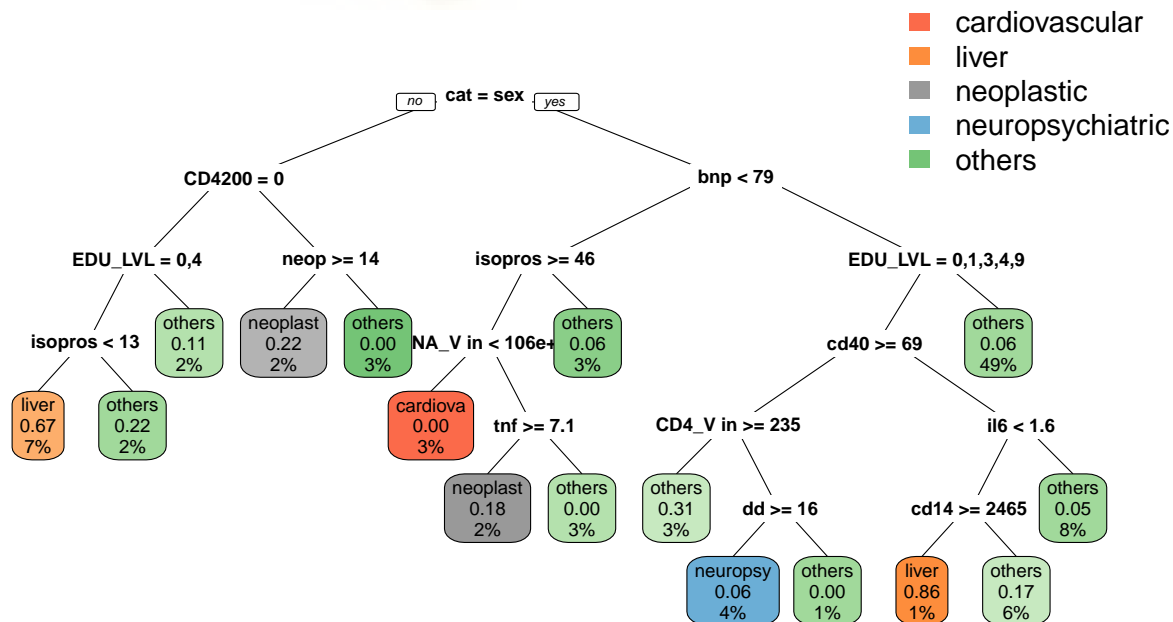 cardiovascular
liver
neoplastic
neuropsychiatric
others
no
cat = sex
yes
CD4200 = 0
bnp < 79
EDU_LVL = 0,4
neop >= 14
isopros >= 46
EDU_LVL = 0,1,3,4,9
isopros < 13
others
0.11
2%
neoplast
0.22
2%
others
0.00
3%
NA_V in < 106e+
others
0.06
3%
cd40 >= 69
others
0.06
49%
liver
0.67
7%
others
0.22
2%
cardiova
0.00
3%
tnf >= 7.1
CD4_V in >= 235
il6 < 1.6
neoplast
0.18
2%
others
0.00
3%
others
0.31
3%
dd >= 16
cd14 >= 2465
others
0.05
8%
neuropsy
0.06
4%
others
0.00
1%
liver
0.86
1%
others
0.17
6%